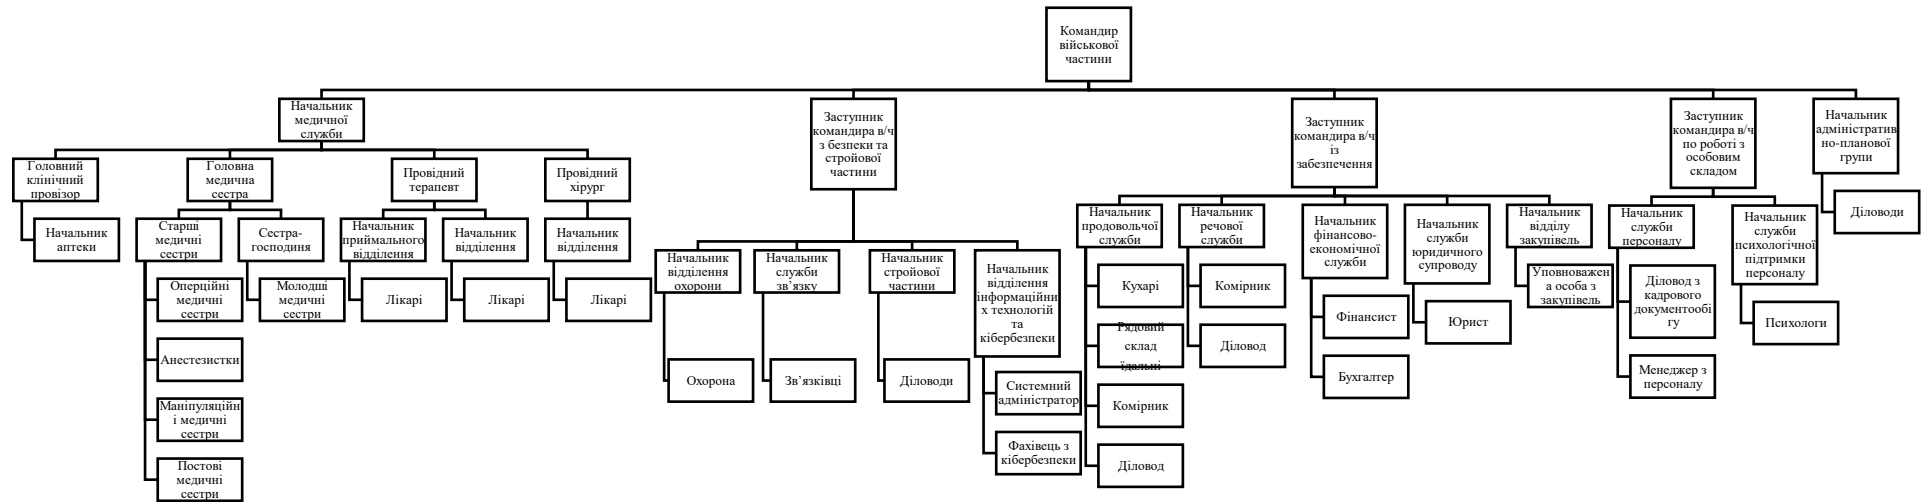 Командир
військової
частини
Начальник
медичної
служби
Заступник
командира в/ч
з безпеки та
стройової
частини
Заступник
командира в/ч
із
забезпечення
Заступник
командира в/ч
по роботі з
особовим
складом
Начальник
адміністратив
но-планової
групи
Головний
клінічний
провізор
Головна
медична
сестра
Провідний
терапевт
Провідний
хірург
Начальник
аптеки
Старші
медичні
сестри
Сестра-
господиня
Начальник
приймального
відділення
Начальник
відділення
Начальник
відділення
Оперційні
медичні
сестри
Молодші
медичні
сестри
Лікарі
Лікарі
Лікарі
Анестезистки
Маніпуляційн
і медичні
сестри
Постові
медичні
сестри
Начальник
відділення
охорони
Начальник
служби
зв’язку
Начальник
стройової
частини
Начальник
відділення
інформаційни
х технологій
та
кібербезпеки
Охорона
Зв’язківці
Діловоди
Системний
адміністратор
Фахівець з
кібербезпеки
Начальник
продовольчої
служби
Начальник
речової
служби
Начальник
фінансово-
економічної
служби
Начальник
служби
юридичного
супроводу
Начальник
відділу
закупівель
Кухарі
Рядовий
склад
їдальні
Комірник
Діловод
Комірник
Діловод
Фінансист
Бухгалтер
Юрист
Уповноважен
а особа з
закупівель
Начальник
служби
персоналу
Начальник
служби
психологічної
підтримки
персоналу
Діловод з
кадрового
документообі
гу
Менеджер з
персоналу
Психологи
Діловоди